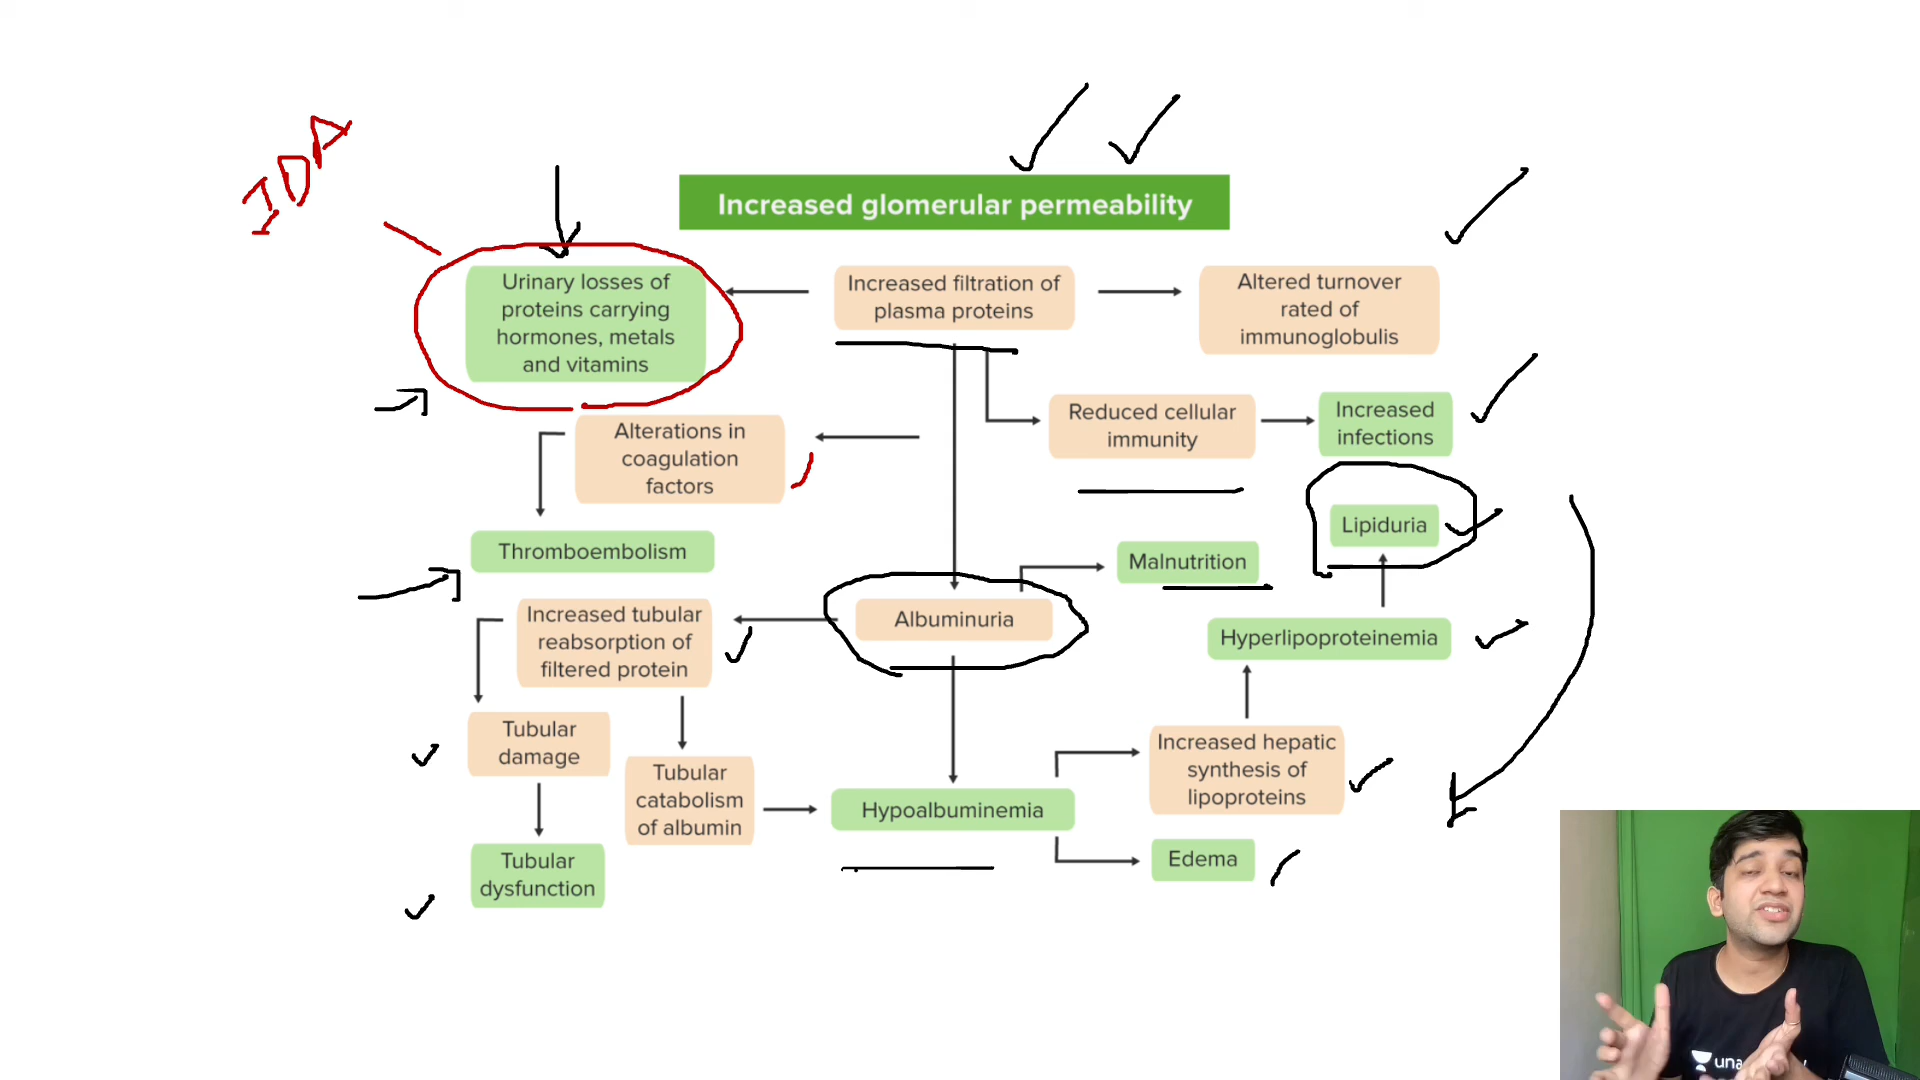 IDA
Increased glomerular permeability
Urinary losses of
proteins carrying
hormones, metals
and vitamins
Increased filtration of
plasma proteins
Altered turnover
rated of
immunoglobulis
Alterations in
coagulation
factors
Reduced cellular
immunity
Increased
infections
Lipiduria
Thromboembolism
Malnutrition
Increased tubular
reabsorption of
filtered protein
Albuminuria
Hyperlipoproteinemia
Tubular
damage
Tubular
catabolism
of albumin
Hypoalbuminemia
Increased hepatic
synthesis of
lipoproteins
Edema
Tubular
dysfunction